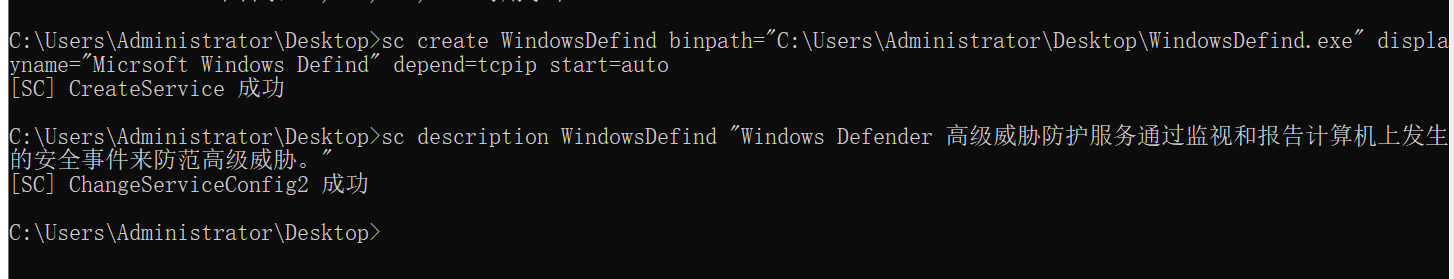 C:\Users\Administrator\Desktop>sc create WindowsDefind binpath="C:\Users\Administrator\Desktop\WindowsDefind.exe" displa
yname="Micrsoft Windows Defind" depend=tcpip start=auto
[SC] CreateService 成功
C:\Users\Administrator\Desktop>sc description WindowsDefind "Windows Defender 高级威胁防护服务通过监视和报告计算机上发生
的安全事件来防范高级威胁。"
[SC] ChangeServiceConfig2 成功
C:\Users\Administrator\Desktop>